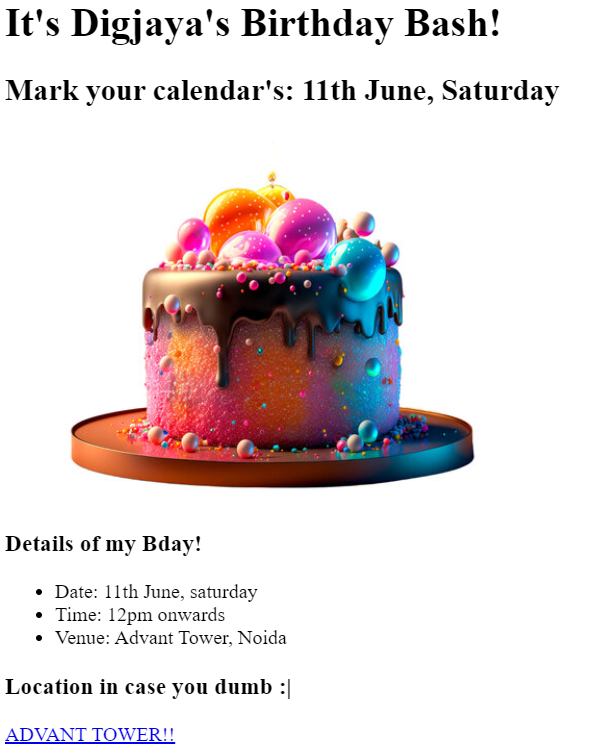 It's Digjaya's Birthday Bash!
Mark your calendar's: 11th June, Saturday
Details of my Bday!
• Date: 11th June, saturday
• Time: 12pm onwards
• Venue: Advant Tower, Noida
Location in case you dumb :|
ADVANT TOWER!!